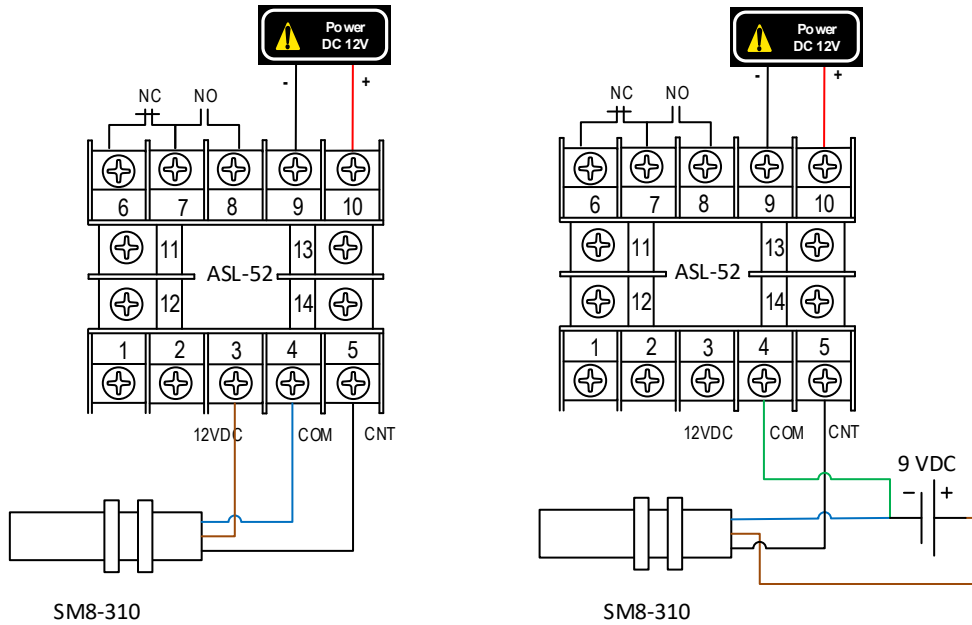 Power
DC 12V
-
+
NC
NO
6
7
8
9
10
11
13
ASL-52
12
14
1
2
3
4
5
12VDC
COM
CNT
SM8-310
Power
DC 12V
-
+
NC
NO
6
7
8
9
10
11
13
ASL-52
12
14
1
2
3
4
5
12VDC
COM
CNT
9 VDC
− +
SM8-310